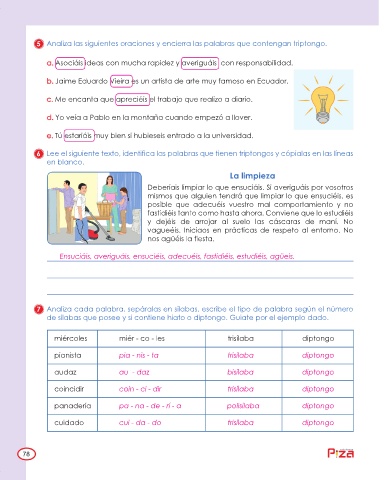 5 Analiza las siguientes oraciones y encierra las palabras que contengan triptongo.
a. Asociáis ideas con mucha rapidez y averiguáis con responsabilidad.
b. Jaime Eduardo Vieira es un artista de arte muy famoso en Ecuador.
c. Me encanta que apreciéis el trabajo que realizo a diario.
d. Yo veía a Pablo en la montaña cuando empezó a llover.
e. Tú estaríais muy bien si hubieseis entrado a la universidad.
6 Lee el siguiente texto, identifica las palabras que tienen triptongos y cópialas en las líneas
en blanco.
La limpieza
Deberíais limpiar lo que ensuciáis. Si averiguáis por vosotros
mismos que alguien tendrá que limpiar lo que ensuciéis, es
posible que adecuéis vuestro mal comportamiento y no
fastidiéis tanto como hasta ahora. Conviene que lo estudiéis
y dejéis de arrojar al suelo las cáscaras de maní. No
vagueéis. Iniciaos en prácticas de respeto al entorno. No
nos agüéis la fiesta.
Ensuciáis, averiguáis, ensuciéis, adecuéis, fastidiéis, estudiéis, agüeis.
7 Analiza cada palabra, sepáralas en sílabas, escribe el tipo de palabra según el número
de sílabas que posee y si contiene hiato o diptongo. Guíate por el ejemplo dado.
miércoles miér - co - les trisílaba diptongo
pionista pia - nis - ta trisílaba diptongo
audaz au - daz bisílaba diptongo
coincidir coin - ci - dir trisílaba diptongo
panadería pa - na - de - rí - a polisílaba diptongo
cuidado cui - da - do trisílaba diptongo
78 Piza